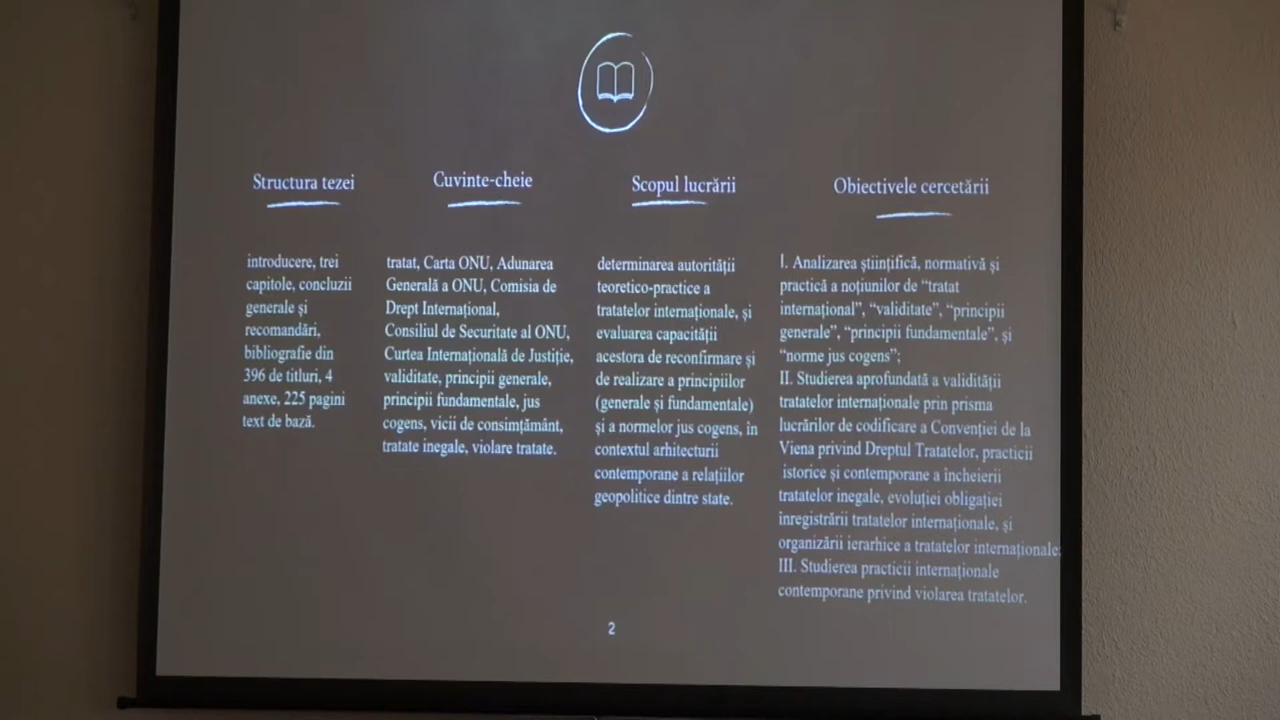 Structura tezei
introducere, trei
capitole, concluzii
generale și
recomandări,
bibliografie din
396 de titluri, 4
anexe, 225 pagini
text de bază.
Cuvinte-cheie
tratat, Carta ONU, Adunarea
Generală a ONU, Comisia de
Drept Internațional,
Consiliul de Securitate al ONU,
Curtea Internațională de Justiție,
validitate, principii generale,
principii fundamentale, jus
cogens, vicii de consimțământ,
tratate inegale, violare tratate.
Scopul lucrării
determinarea autorității
teoretico-practice a
tratatelor internaționale, și
evaluarea capacității
acestora de reconfirmare și
de realizare a principiilor
(generale și fundamentale)
și a normelor jus cogens, în
contextul arhitecturii
contemporane a relațiilor
geopolitice dintre state.
Obiectivele cercetării
I. Analizarea științifică, normativă și
practică a noțiunilor de “tratat
internațional”, “validitate”, “principii
generale”, “principii fundamentale”, și
“norme jus cogens”;
II. Studierea aprofundată a validității
tratatelor internaționale prin prisma
lucrărilor de codificare a Convenției de la
Viena privind Dreptul Tratatelor, practicii
istorice și contemporane a încheierii
tratatelor inegale, evoluției obligației
înregistrării tratatelor internaționale, și
organizării ierarhice a tratatelor internaționale;
III. Studierea practicii internaționale
contemporane privind violarea tratatelor.
2